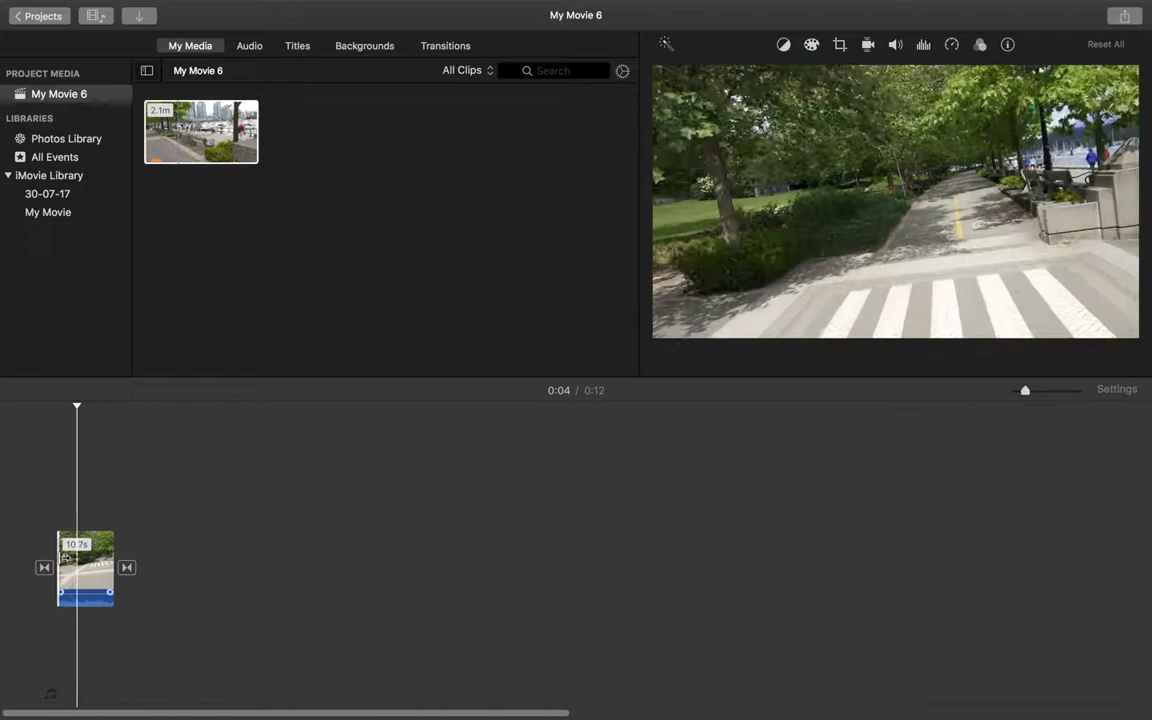 Projects
My Movie 6
My Media Audio Titles Backgrounds Transitions
Reset All
PROJECT MEDIA
My Movie 6
LIBRARIES
Photos Library
All Events
iMovie Library
30-07-17
My Movie
My Movie 6
All Clips
Search
2.1m
0:04 / 0:12
Settings
10.7s